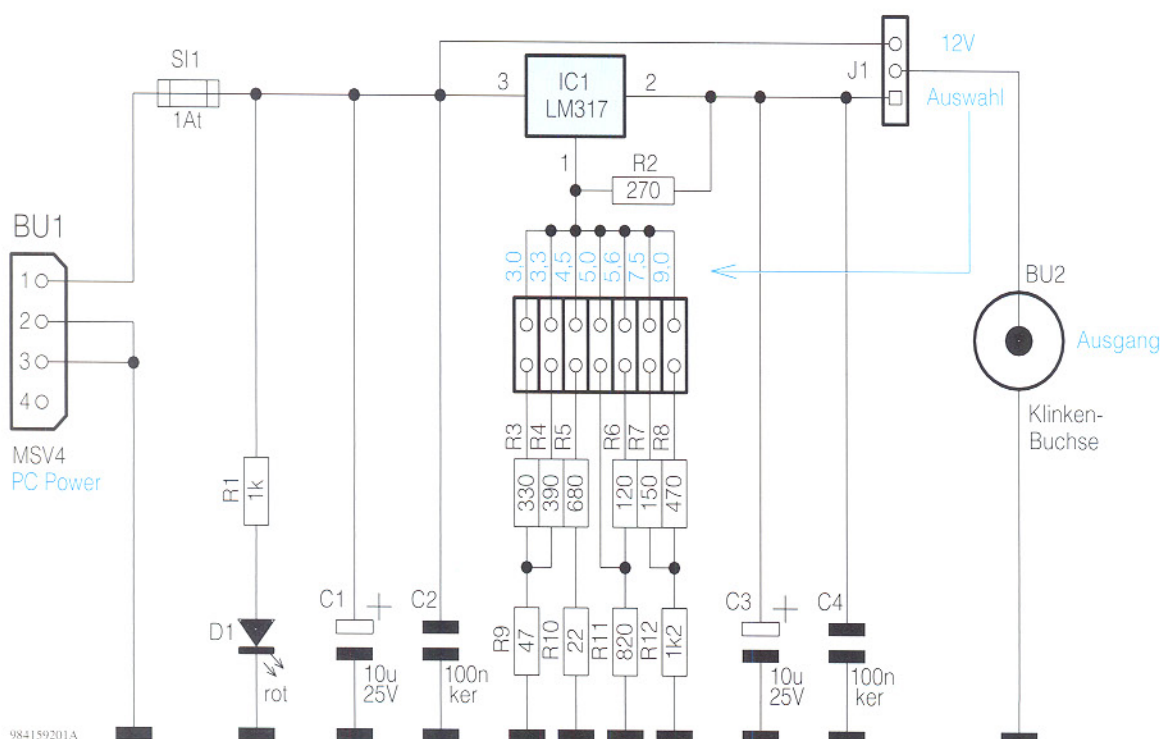 SI1
1At
3
IC1
LM317
2
12V
J1
Auswahl
1
R2
270
BU1
1
2
3
4
MSV4
PC Power
3,0
3,3
4,5
5,0
5,6
7,5
9,0
BU2
Ausgang
Klinken-
Buchse
R3
R4
R5
R6
R7
R8
330
390
680
120
150
470
R1
1k
D1
rot
C1
+
10u
25V
C2
100n
ker
R9
47
R10
22
R11
820
R12
1k2
C3
+
10u
25V
C4
100n
ker
984159201A